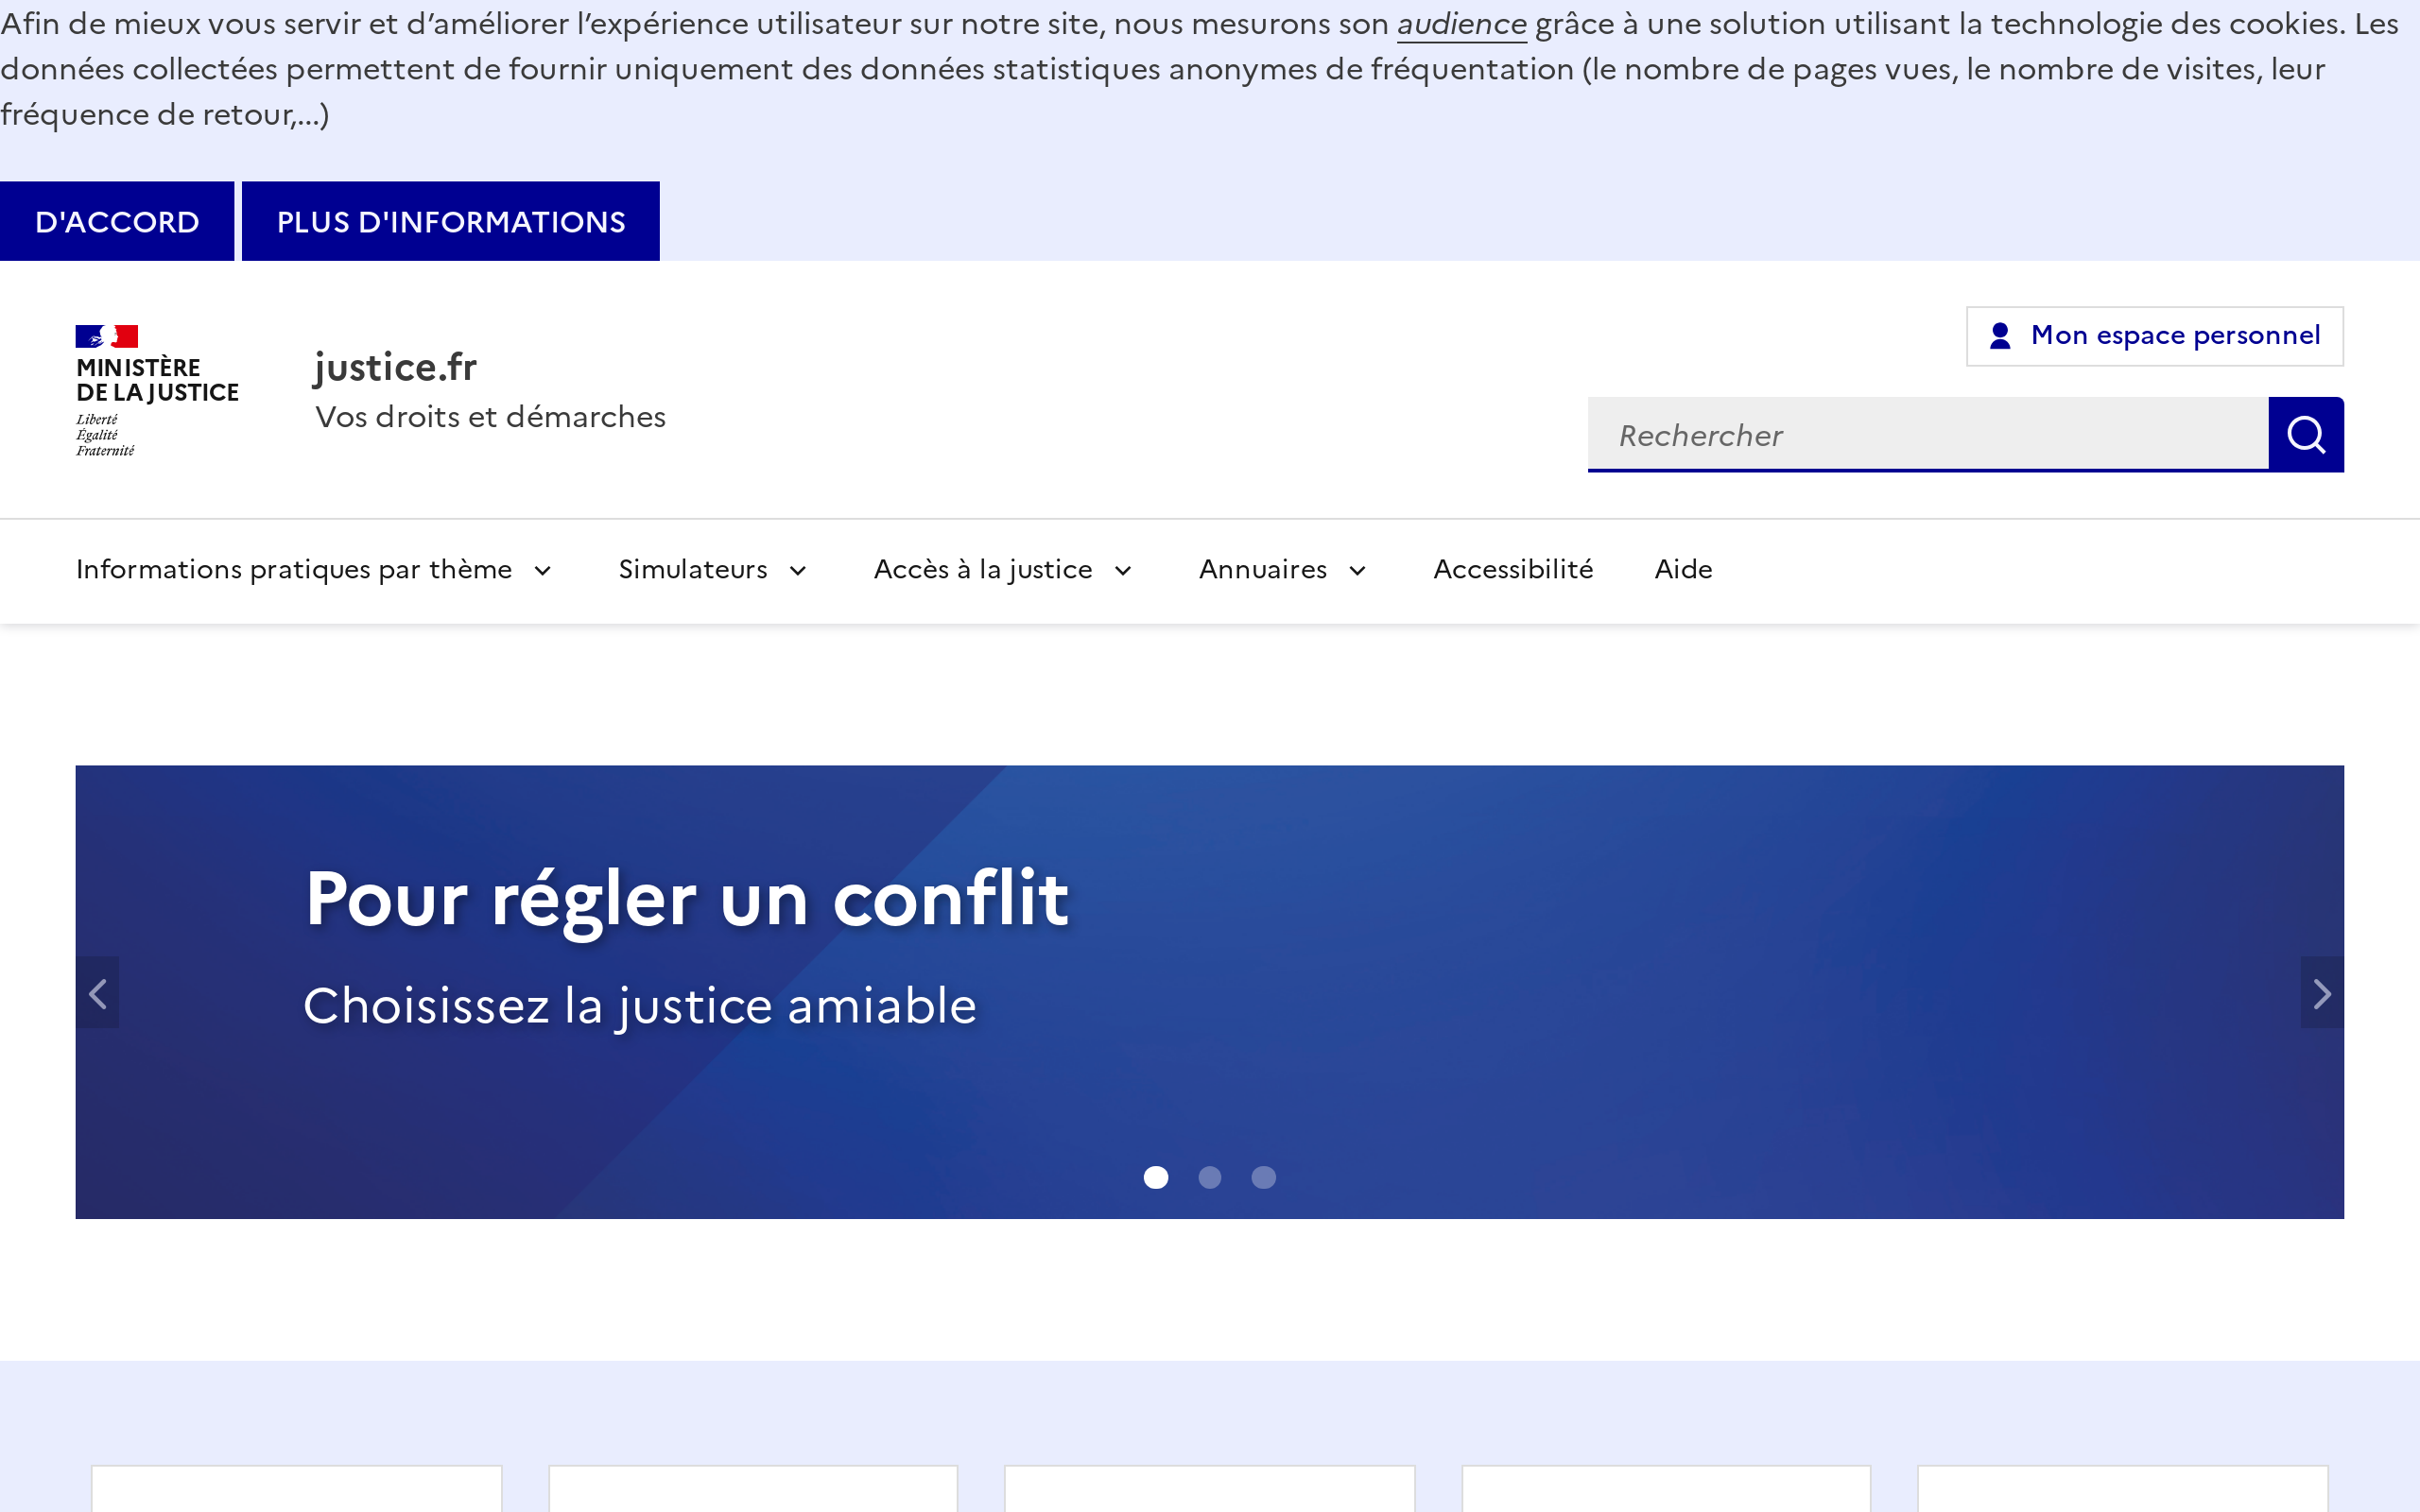 Afin de mieux vous servir et d’améliorer l’expérience utilisateur sur notre site, nous mesurons son audience grâce à une solution utilisant la technologie des cookies. Les
données collectées permettent de fournir uniquement des données statistiques anonymes de fréquentation (le nombre de pages vues, le nombre de visites, leur
fréquence de retour,...)
D'ACCORD
PLUS D'INFORMATIONS
MINISTÈRE
DE LA JUSTICE
Liberté
Égalité
Fraternité
justice.fr
Vos droits et démarches
Mon espace personnel
Rechercher
Informations pratiques par thème
Simulateurs
Accès à la justice
Annuaires
Accessibilité
Aide
Pour régler un conflit
Choisissez la justice amiable